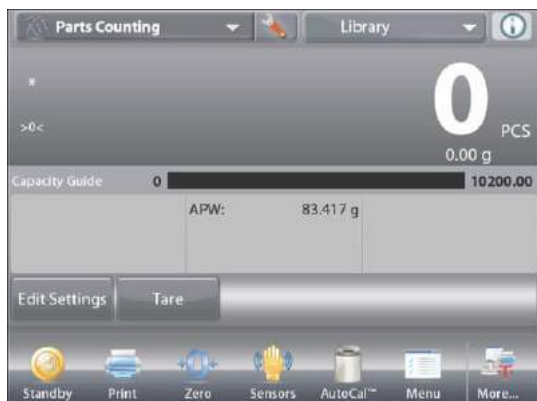 Parts Counting
Library
*
>0<
0 PCS
0.00 g
Capacity Guide 0 10200.00
APW: 83.417 g
Edit Settings Tare
Standby Print Zero Sensors AutoCal™ Menu More...